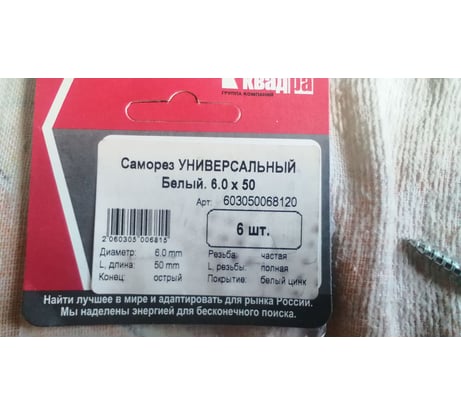 КВАДРА
ГРУППА КОМПАНИЙ
Саморез УНИВЕРСАЛЬНЫЙ
Белый. 6.0 х 50
Арт: 603050068120
6 шт.
2 060305 006815
Диаметр: 6.0 mm
L, длина: 50 mm
Конец: острый
Резьба: частая
L, резьбы: полная
Покрытие: белый цинк
Найти лучшее в мире и адаптировать для рынка России.
Мы наделены энергией для бесконечного поиска.